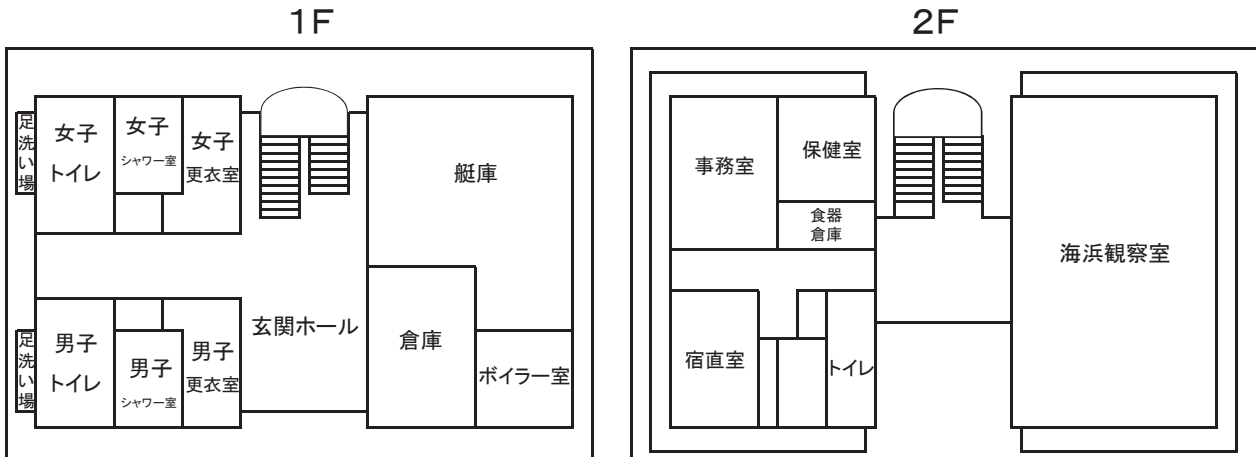 1F
2F
足洗い場
女子
トイレ
女子
シャワー室
女子
更衣室
艇庫
足洗い場
男子
トイレ
男子
シャワー室
男子
更衣室
玄関ホール
倉庫
ボイラー室
事務室
保健室
食器
倉庫
海浜観察室
宿直室
トイレ